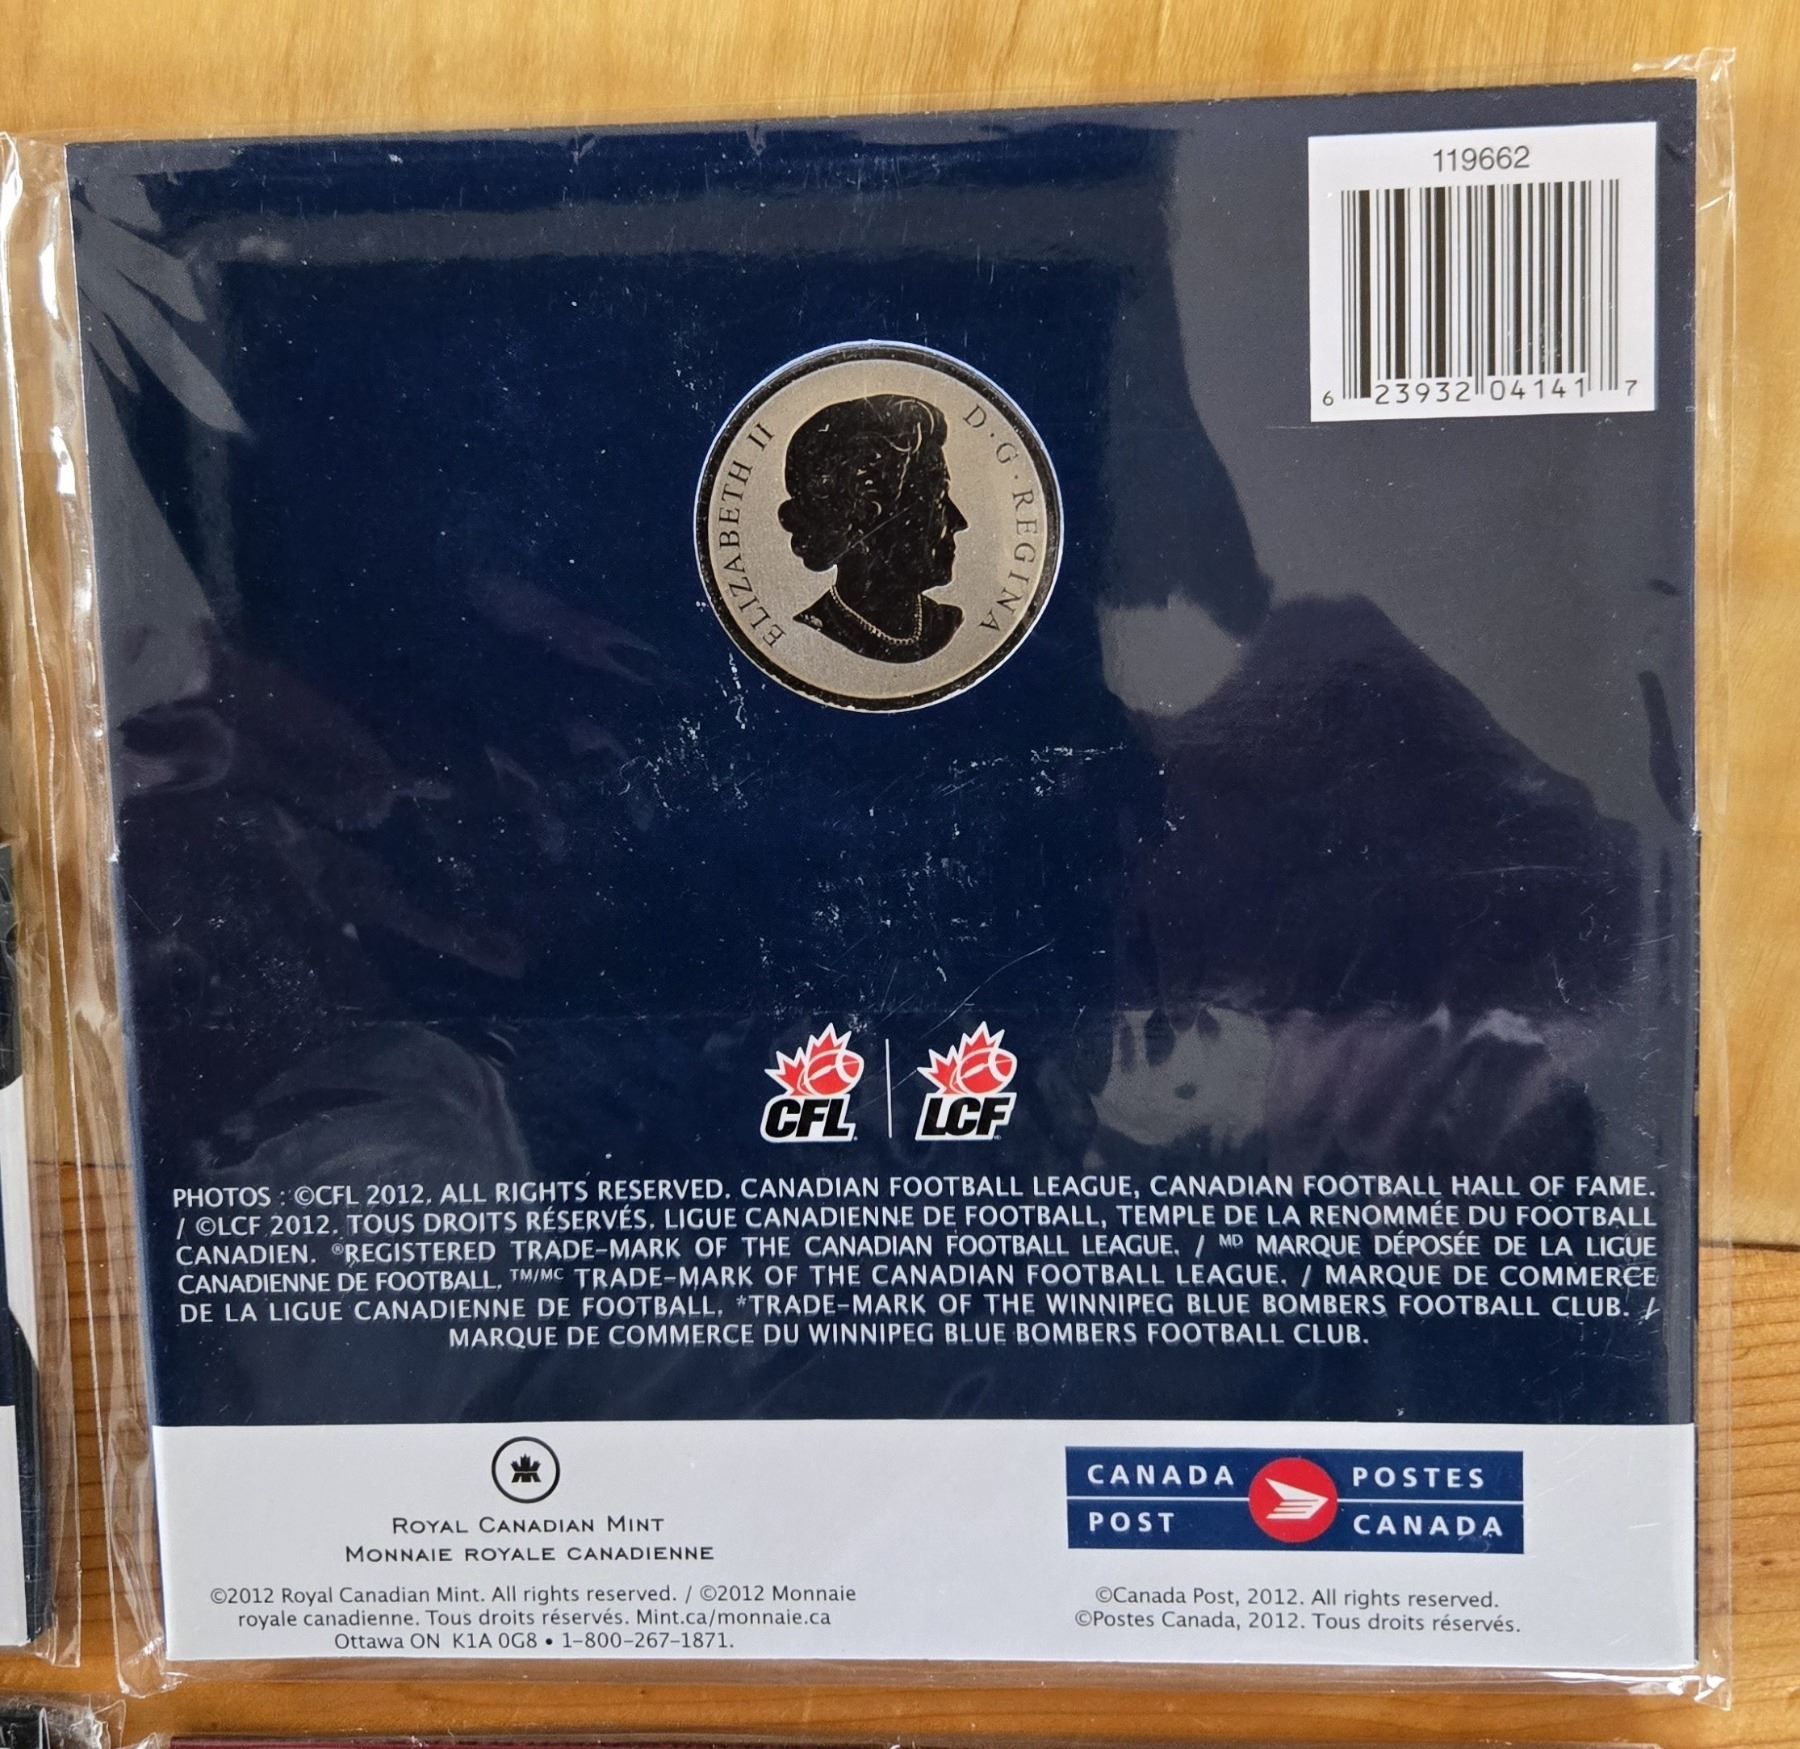 119662
6 23932 04141 7
ELIZABETH II D·G·REGINA
CFL LCF
PHOTOS : ©CFL 2012. ALL RIGHTS RESERVED. CANADIAN FOOTBALL LEAGUE, CANADIAN FOOTBALL HALL OF FAME.
/ ©LCF 2012. TOUS DROITS RÉSERVÉS. LIGUE CANADIENNE DE FOOTBALL, TEMPLE DE LA RENOMMÉE DU FOOTBALL
CANADIEN. ®REGISTERED TRADE-MARK OF THE CANADIAN FOOTBALL LEAGUE. / MD MARQUE DÉPOSÉE DE LA LIGUE
CANADIENNE DE FOOTBALL. TM/MC TRADE-MARK OF THE CANADIAN FOOTBALL LEAGUE. / MARQUE DE COMMERCE
DE LA LIGUE CANADIENNE DE FOOTBALL. *TRADE-MARK OF THE WINNIPEG BLUE BOMBERS FOOTBALL CLUB. /
MARQUE DE COMMERCE DU WINNIPEG BLUE BOMBERS FOOTBALL CLUB.
ROYAL CANADIAN MINT
MONNAIE ROYALE CANADIENNE
©2012 Royal Canadian Mint. All rights reserved. / ©2012 Monnaie
royale canadienne. Tous droits réservés. Mint.ca/monnaie.ca
Ottawa ON K1A 0G8 • 1-800-267-1871.
CANADA POSTES
POST CANADA
©Canada Post, 2012. All rights reserved.
©Postes Canada, 2012. Tous droits réservés.